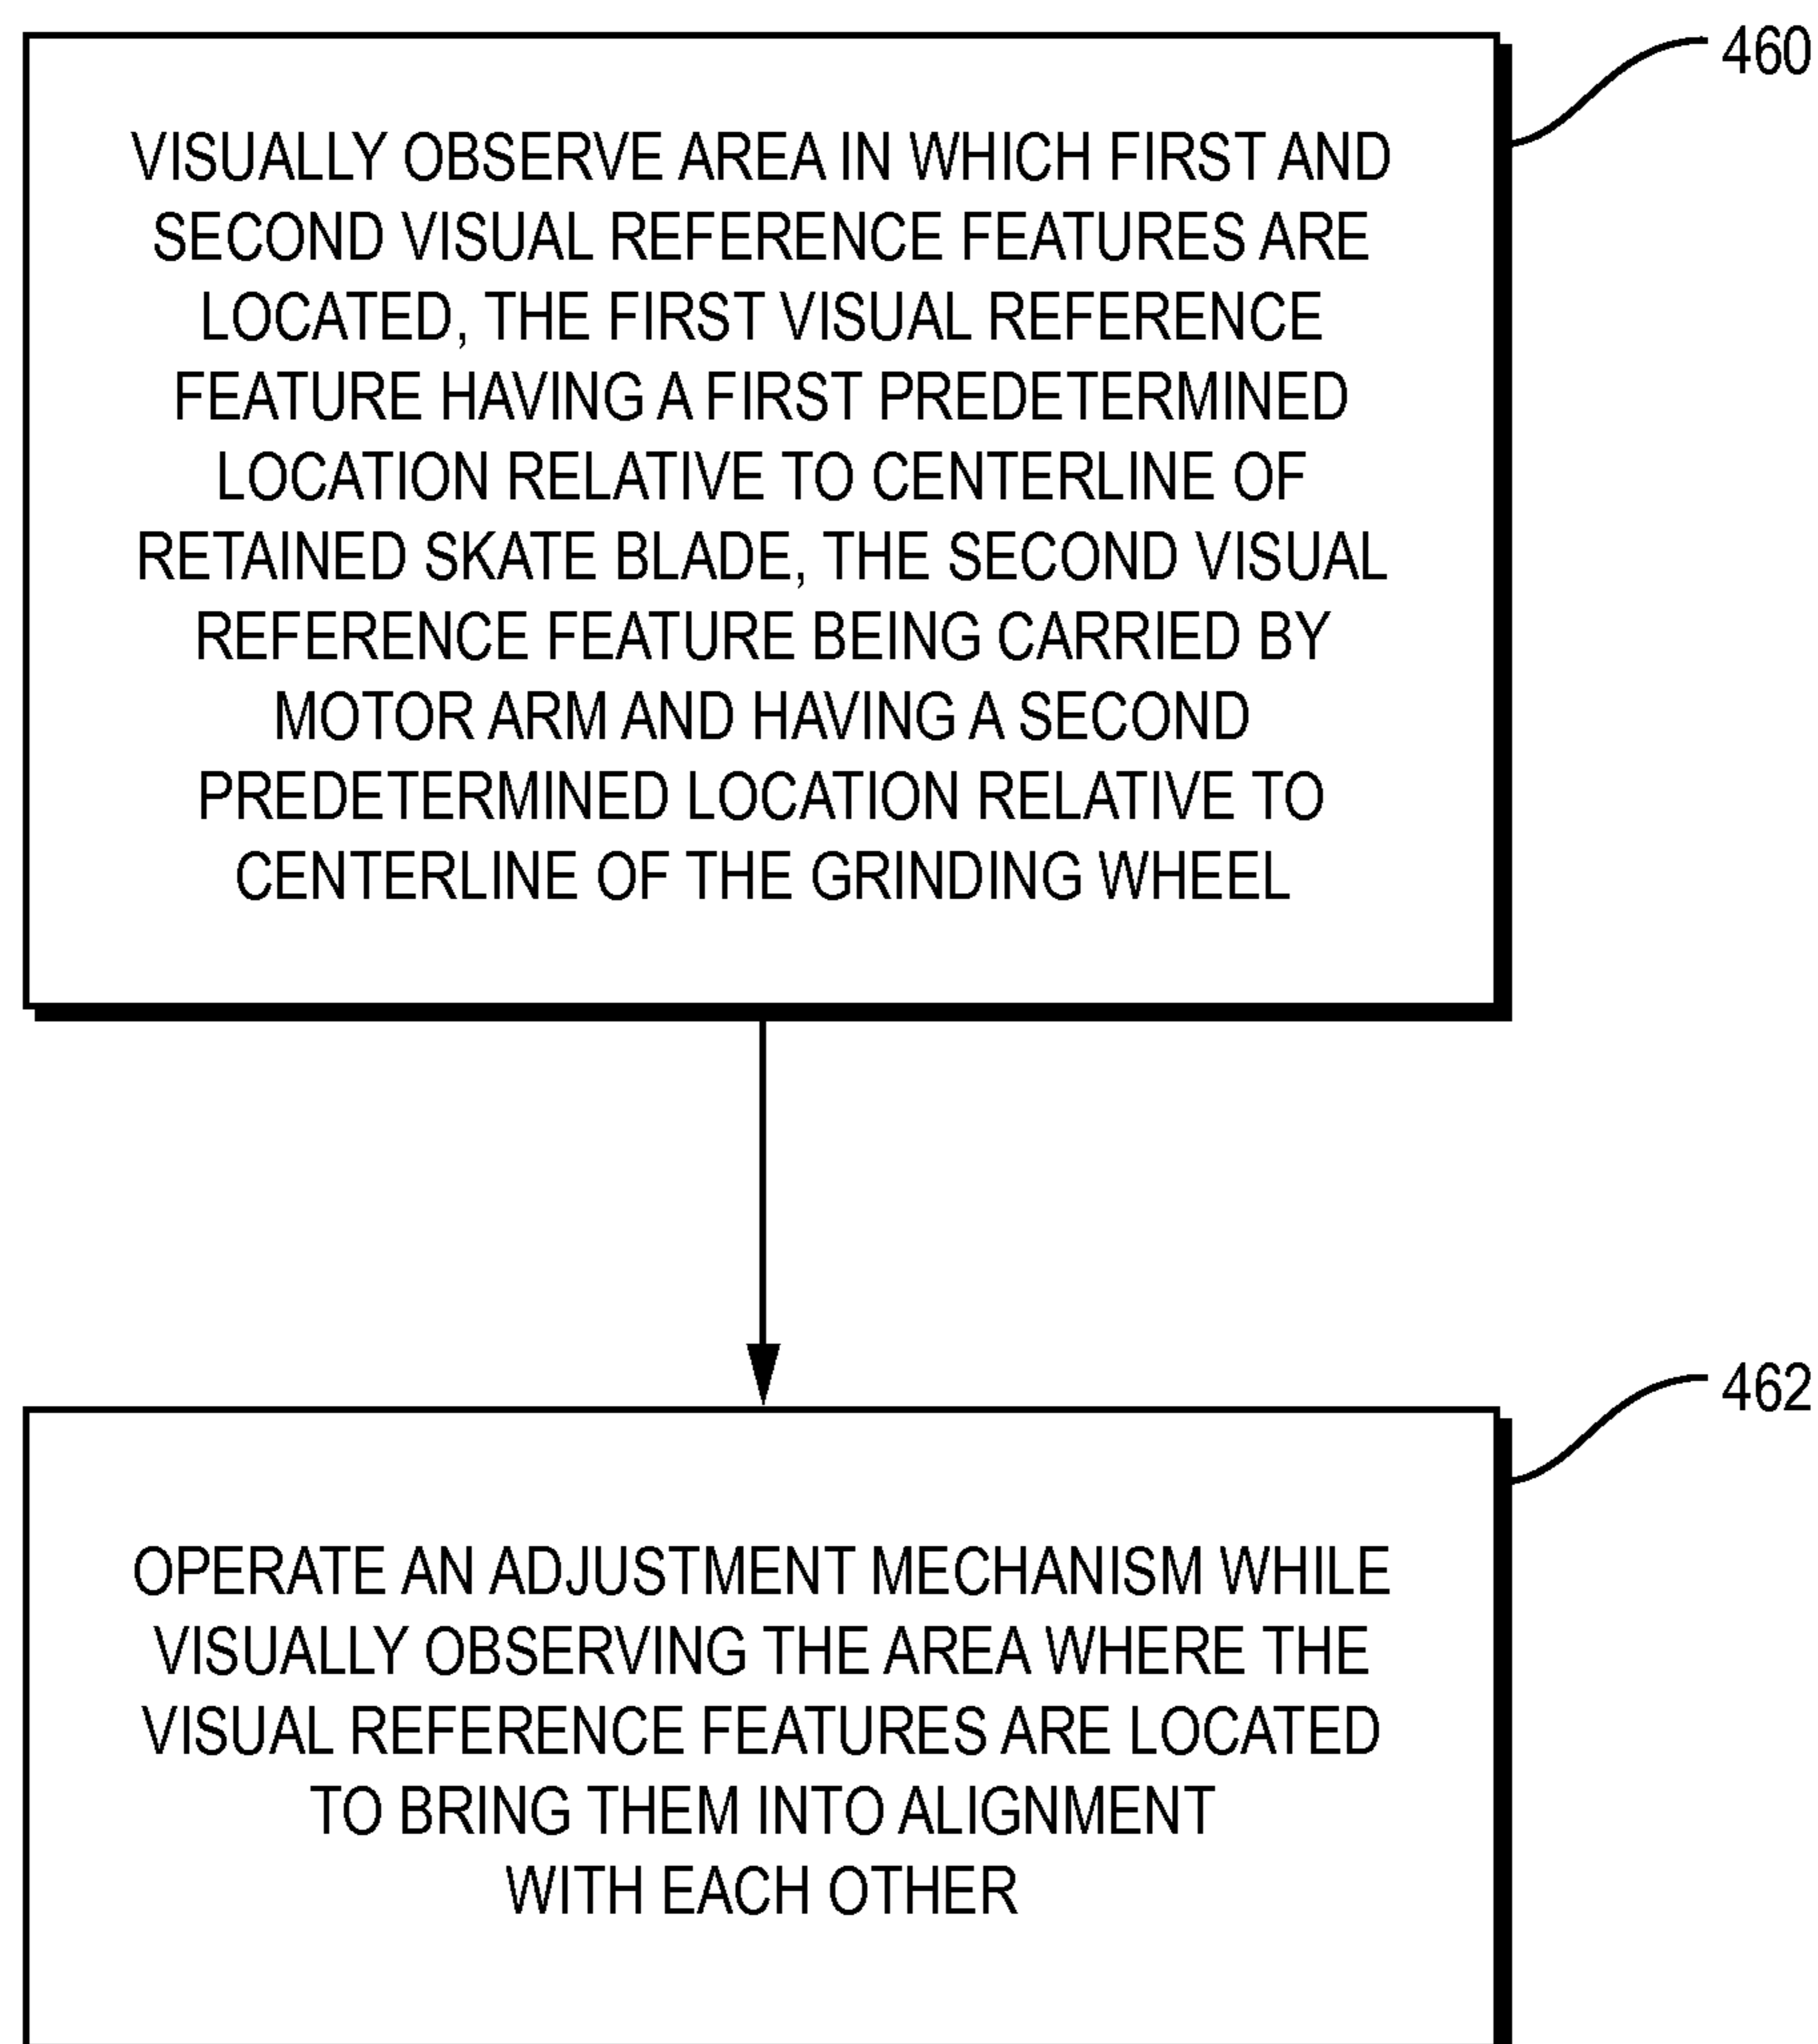 460
VISUALLY OBSERVE AREA IN WHICH FIRST AND
SECOND VISUAL REFERENCE FEATURES ARE
LOCATED, THE FIRST VISUAL REFERENCE
FEATURE HAVING A FIRST PREDETERMINED
LOCATION RELATIVE TO CENTERLINE OF
RETAINED SKATE BLADE, THE SECOND VISUAL
REFERENCE FEATURE BEING CARRIED BY
MOTOR ARM AND HAVING A SECOND
PREDETERMINED LOCATION RELATIVE TO
CENTERLINE OF THE GRINDING WHEEL
462
OPERATE AN ADJUSTMENT MECHANISM WHILE
VISUALLY OBSERVING THE AREA WHERE THE
VISUAL REFERENCE FEATURES ARE LOCATED
TO BRING THEM INTO ALIGNMENT
WITH EACH OTHER